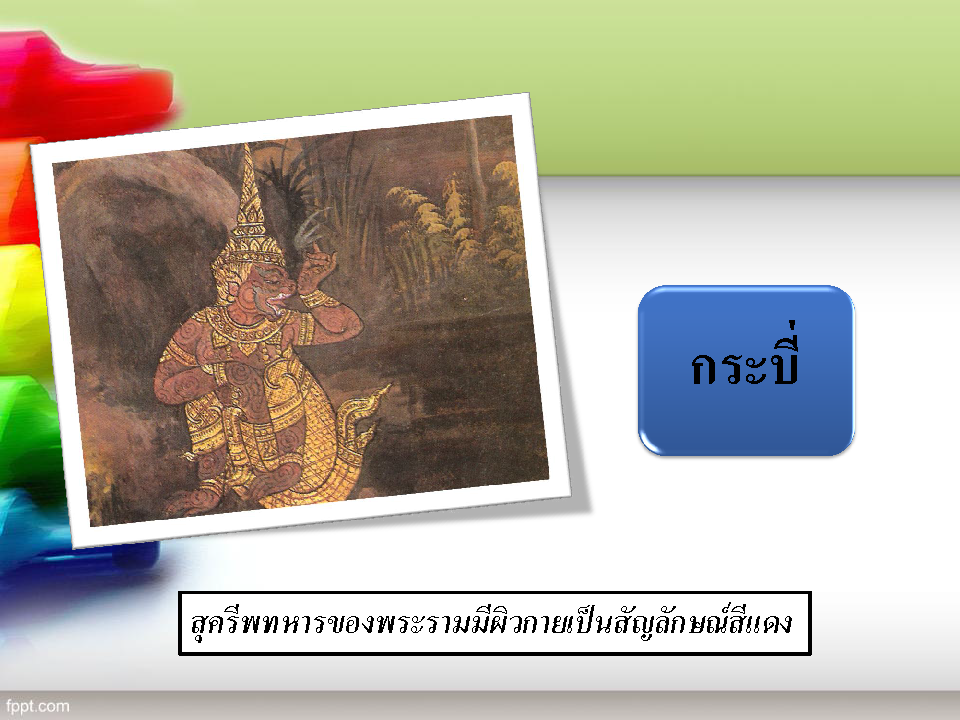 กระบี่
สุครีพทหารของพระรามมีผิวกายเป็นสัญลักษณ์สีแดง
fppt.com